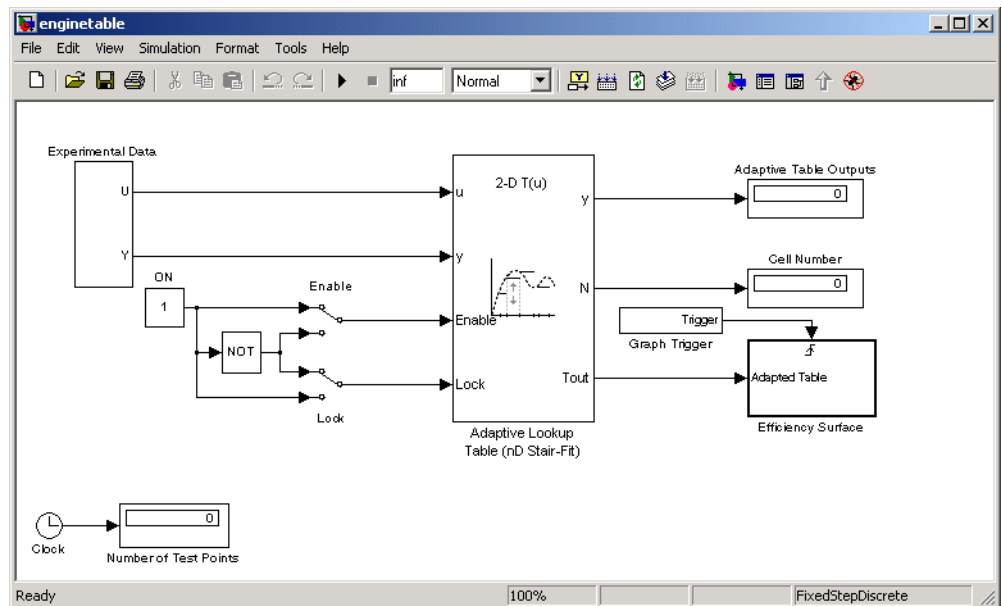 enginetable
File Edit View Simulation Format Tools Help
inf Normal
Experimental Data
U
Y
ON
1
NOT
Enable
Lock
2-D T(u)
u
y
Enable
Lock
y
N
Tout
Adaptive Lookup
Table (nD Stair-Fit)
Adaptive Table Outputs
0
Cell Number
0
Trigger
Graph Trigger
Adapted Table
Efficiency Surface
Clock
0
Number of Test Points
Ready 100% FixedStepDiscrete